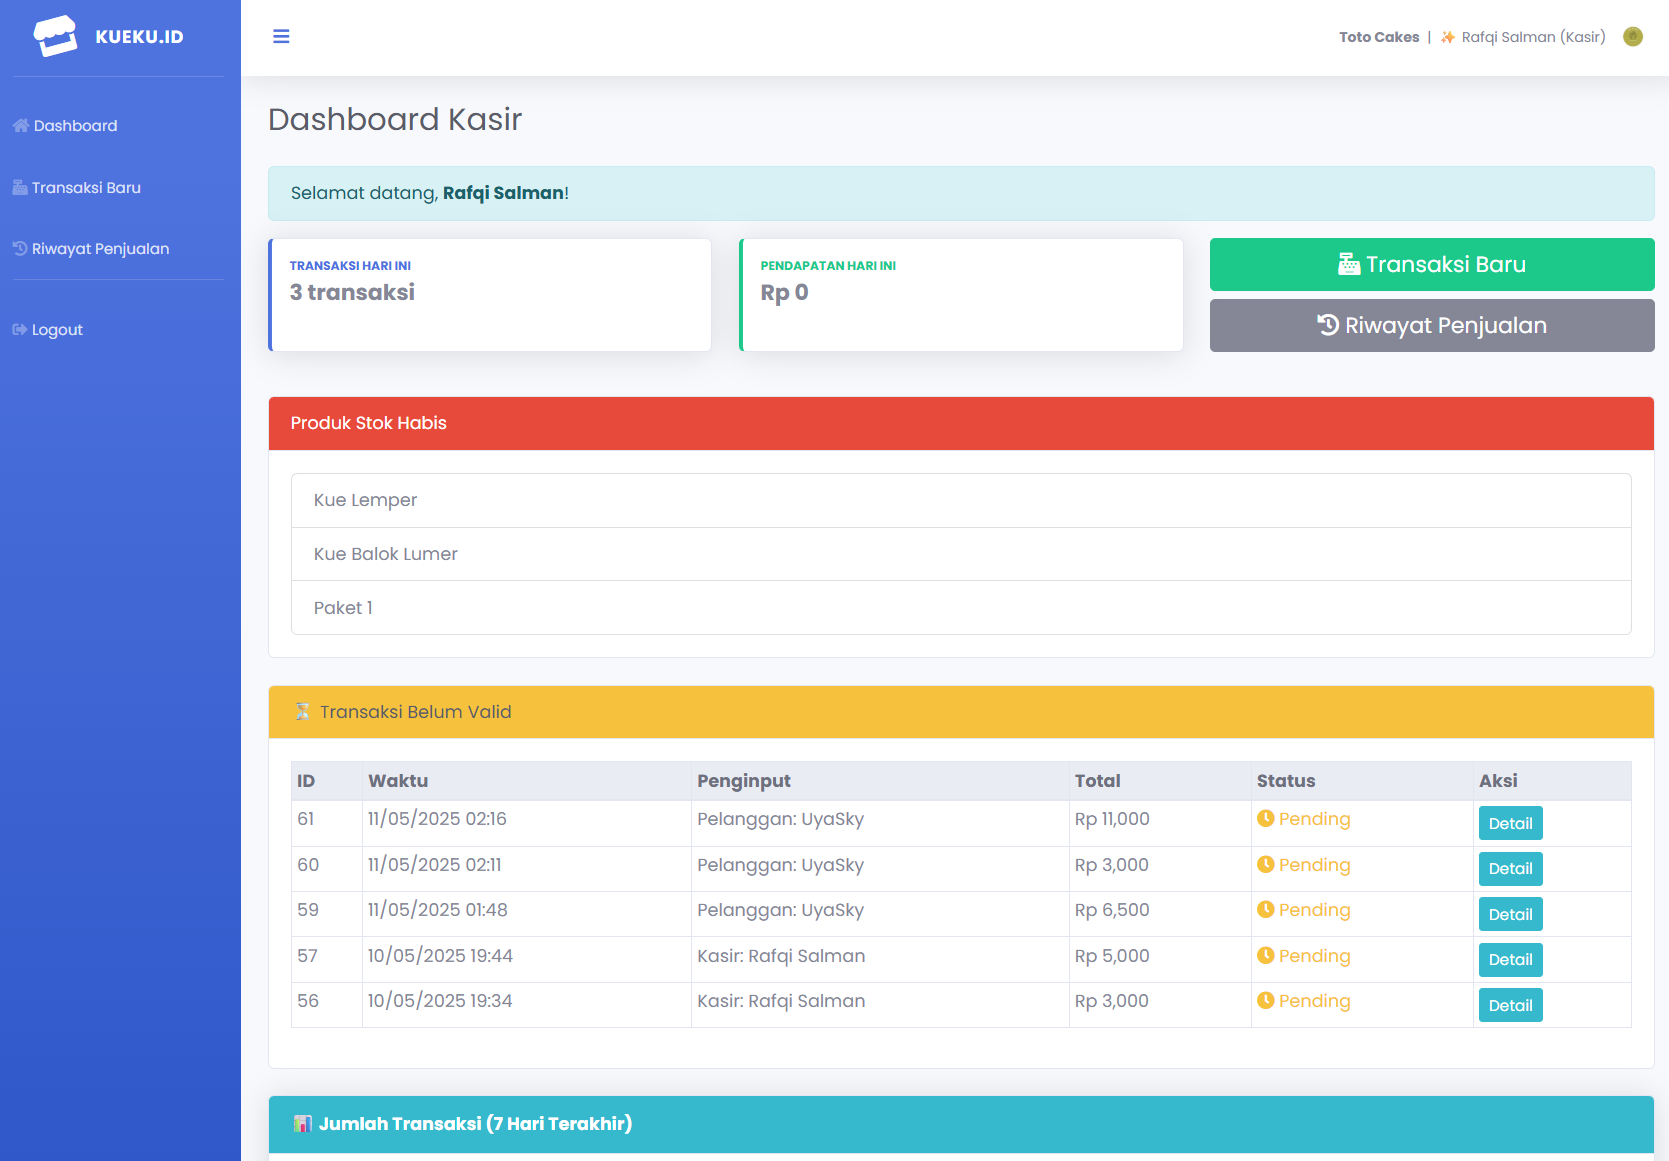 KUEKU.ID
Toto Cakes | ✨ Rafqi Salman (Kasir)
Dashboard
Transaksi Baru
Riwayat Penjualan
Logout
Dashboard Kasir
Selamat datang, Rafqi Salman!
TRANSAKSI HARI INI
3 transaksi
PENDAPATAN HARI INI
Rp 0
Transaksi Baru
Riwayat Penjualan
Produk Stok Habis
Kue Lemper
Kue Balok Lumer
Paket 1
⏳ Transaksi Belum Valid
ID Waktu Penginput Total Status Aksi
61 11/05/2025 02:16 Pelanggan: UyaSky Rp 11,000 Pending Detail
60 11/05/2025 02:11 Pelanggan: UyaSky Rp 3,000 Pending Detail
59 11/05/2025 01:48 Pelanggan: UyaSky Rp 6,500 Pending Detail
57 10/05/2025 19:44 Kasir: Rafqi Salman Rp 5,000 Pending Detail
56 10/05/2025 19:34 Kasir: Rafqi Salman Rp 3,000 Pending Detail
📊 Jumlah Transaksi (7 Hari Terakhir)